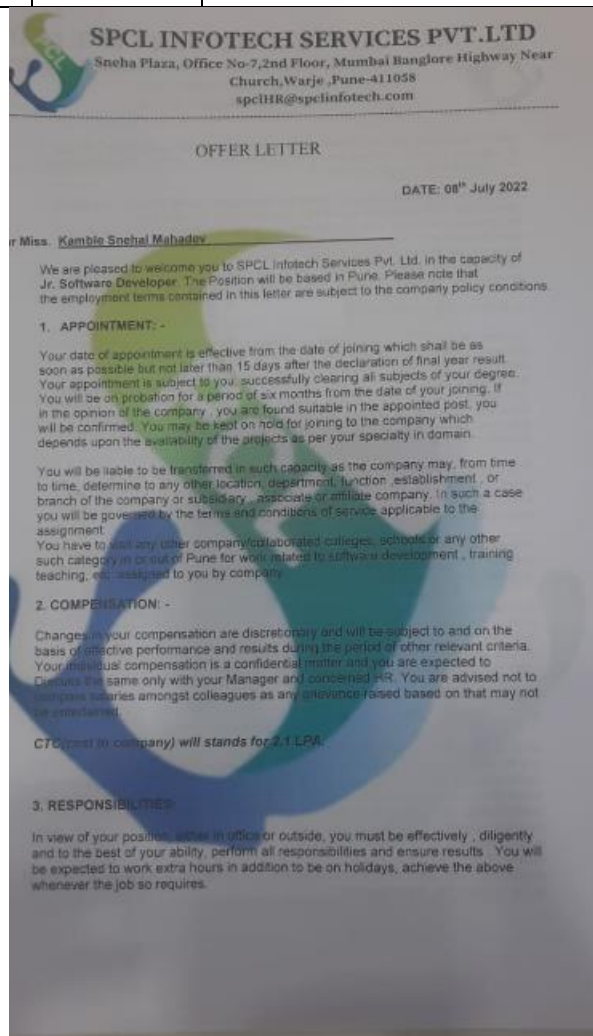 SPCL
SPCL INFOTECH SERVICES PVT.LTD
Sneha Plaza, Office No-7,2nd Floor, Mumbai Banglore Highway Near
Church,Warje ,Pune-411058
spclHR@spclinfotech.com
OFFER LETTER
DATE: 08th July 2022
r Miss. Kamble Snehal Mahadev
We are pleased to welcome you to SPCL Infotech Services Pvt. Ltd. in the capacity of
Jr. Software Developer. The Position will be based in Pune. Please note that
the employment terms contained in this letter are subject to the company policy conditions.
1. APPOINTMENT: -
Your date of appointment is effective from the date of joining which shall be as
soon as possible but not later than 15 days after the declaration of final year result.
Your appointment is subject to you, successfully clearing all subjects of your degree.
You will be on probation for a period of six months from the date of your joining. If
in the opinion of the company , you are found suitable in the appointed post, you
will be confirmed. You may be kept on hold for joining to the company which
depends upon the availability of the projects as per your specialty in domain.
You will be liable to be transferred in such capacity as the company may, from time
to time, determine to any other location, department, function ,establishment , or
branch of the company or subsidiary , associate or affiliate company. In such a case
you will be governed by the terms and conditions of service applicable to the
assignment.
You have to visit any other company/collaborated colleges, schools or any other
such category in or out of Pune for work related to software development , training
teaching, etc. assigned to you by company.
2. COMPENSATION: -
Changes in your compensation are discretionary and will be subject to and on the
basis of effective performance and results during the period of other relevant criteria.
Your individual compensation is a confidential matter and you are expected to
Discuss the same only with your Manager and concerned HR. You are advised not to
compare salaries amongst colleagues as any grievance raised based on that may not
be entertained.
CTC(cost to company) will stands for 2.1 LPA.
3. RESPONSIBILITIES:
In view of your position, either in office or outside, you must be effectively , diligently
and to the best of your ability, perform all responsibilities and ensure results . You will
be expected to work extra hours in addition to be on holidays, achieve the above
whenever the job so requires.